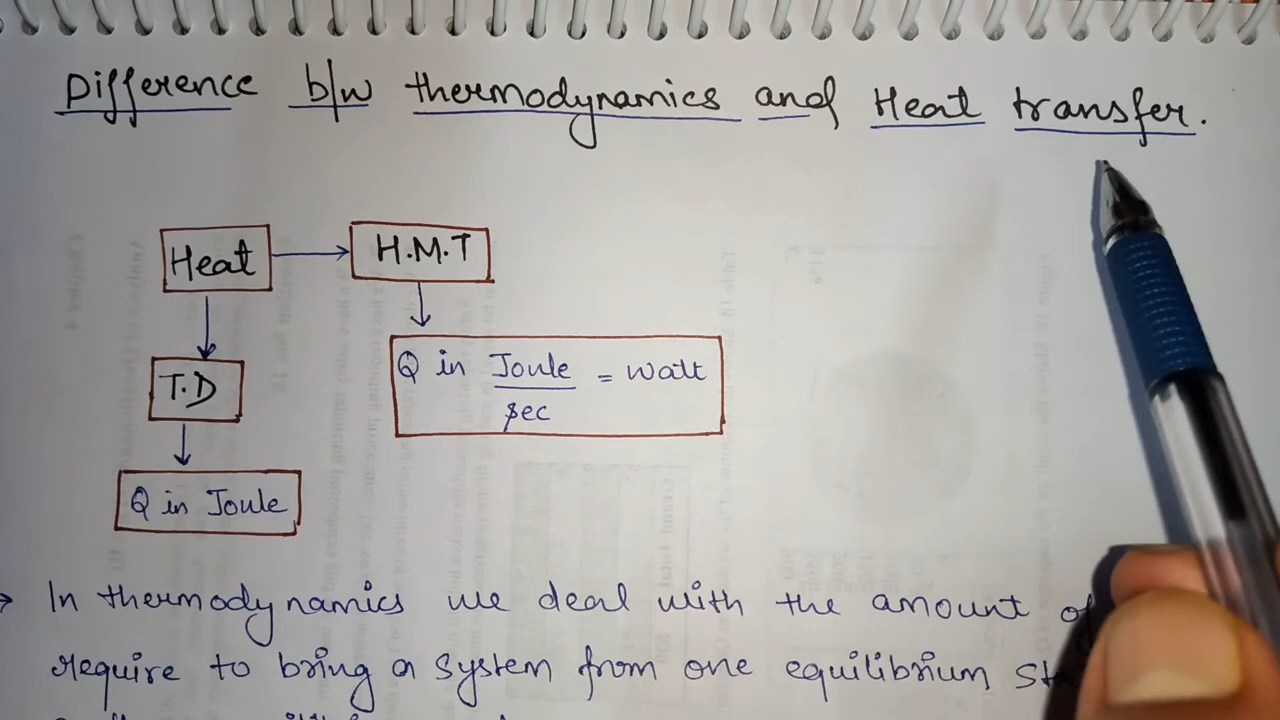 Difference b/w thermodynamics and Heat transfer.
Heat
H.M.T
T.D
Q in Joule/sec = watt
Q in Joule
In thermodynamics we deal with the amount of
require to bring a system from one equilibrium